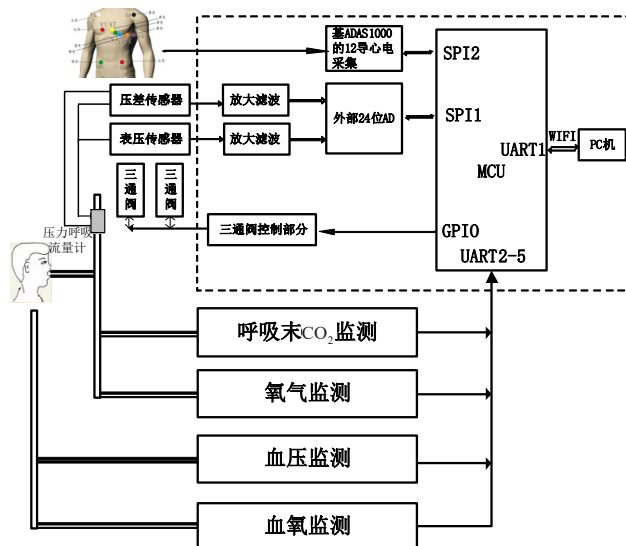 V1 V2
基ADAS1000
的12导心电
采集
SPI2
压差传感器
放大滤波
外部24位AD
SPI1
表压传感器
放大滤波
WIFI
UART1
PC机
MCU
三通阀
三通阀
压力呼吸
流量计
三通阀控制部分
GPIO
UART2-5
呼吸末CO₂监测
氧气监测
血压监测
血氧监测